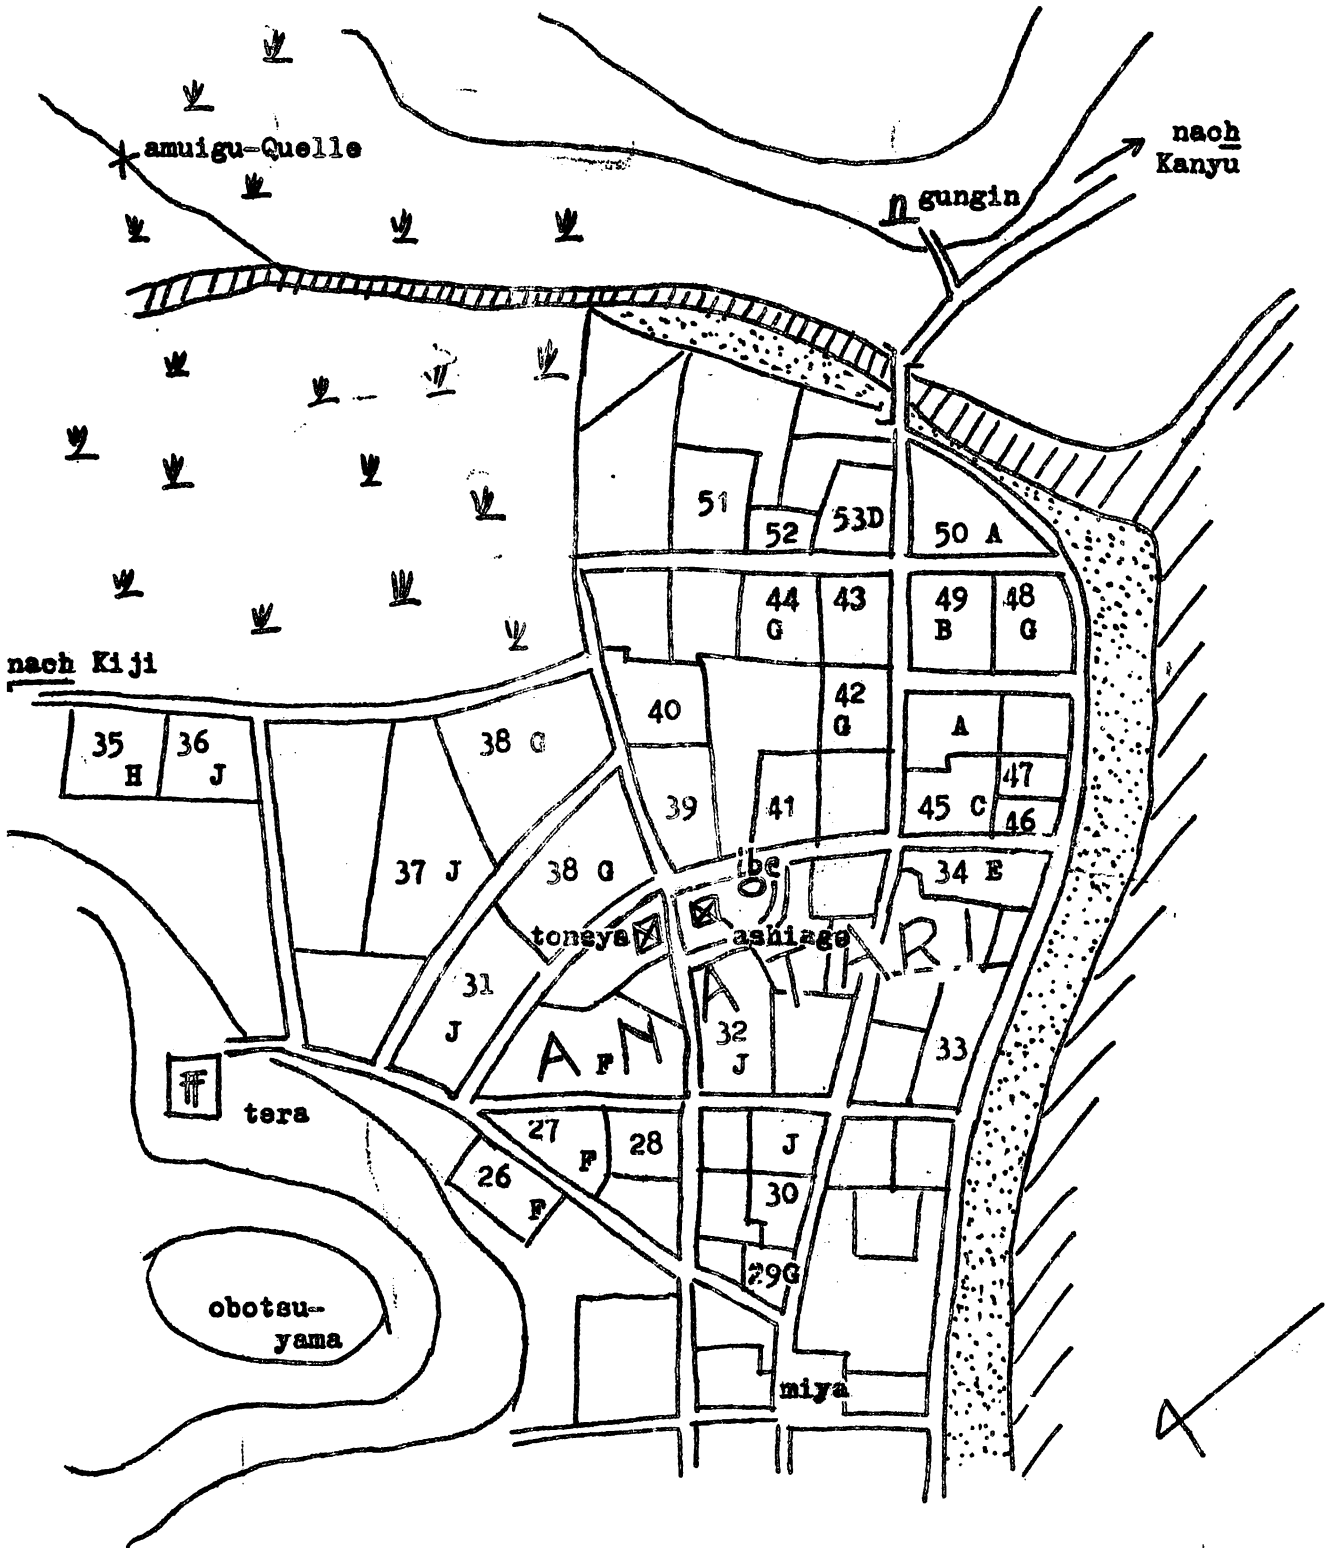 amuigu-Quelle
nach
Kanyu
gungin
51
52
53D
50 A
44
G
43
49
B
48
G
nach Kiji
35
H
36
J
38 G
40
42
G
A
39
41
45 C
47
46
37 J
38 G
ibe
34 E
toneya
ashiage
ANATARI
31
J
F
32
J
33
tera
27
F
28
J
26
F
30
29G
obotsu-
yama
miya